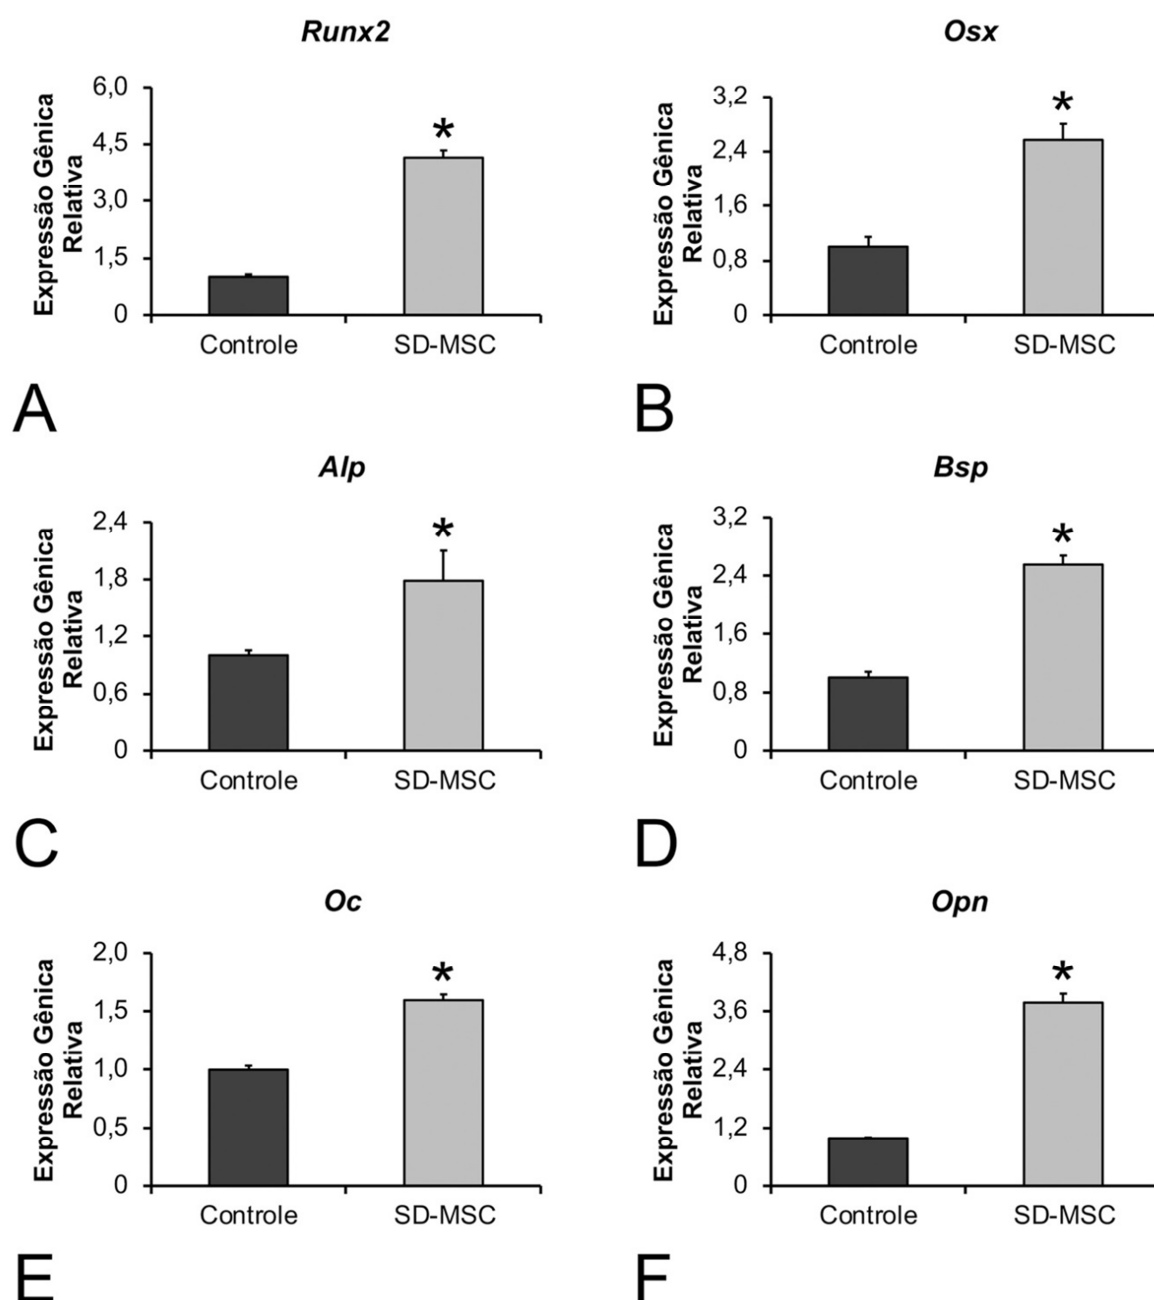 Runx2
Expressão Gênica
Relativa
6,0
4,5
3,0
1,5
0
*
Controle
SD-MSC
A
Osx
Expressão Gênica
Relativa
3,2
2,4
1,6
0,8
0
*
Controle
SD-MSC
B
Alp
Expressão Gênica
Relativa
2,4
1,8
1,2
0,6
0
*
Controle
SD-MSC
C
Bsp
Expressão Gênica
Relativa
3,2
2,4
1,6
0,8
0
*
Controle
SD-MSC
D
Oc
Expressão Gênica
Relativa
2,0
1,5
1,0
0,5
0
*
Controle
SD-MSC
E
Opn
Expressão Gênica
Relativa
4,8
3,6
2,4
1,2
0
*
Controle
SD-MSC
F